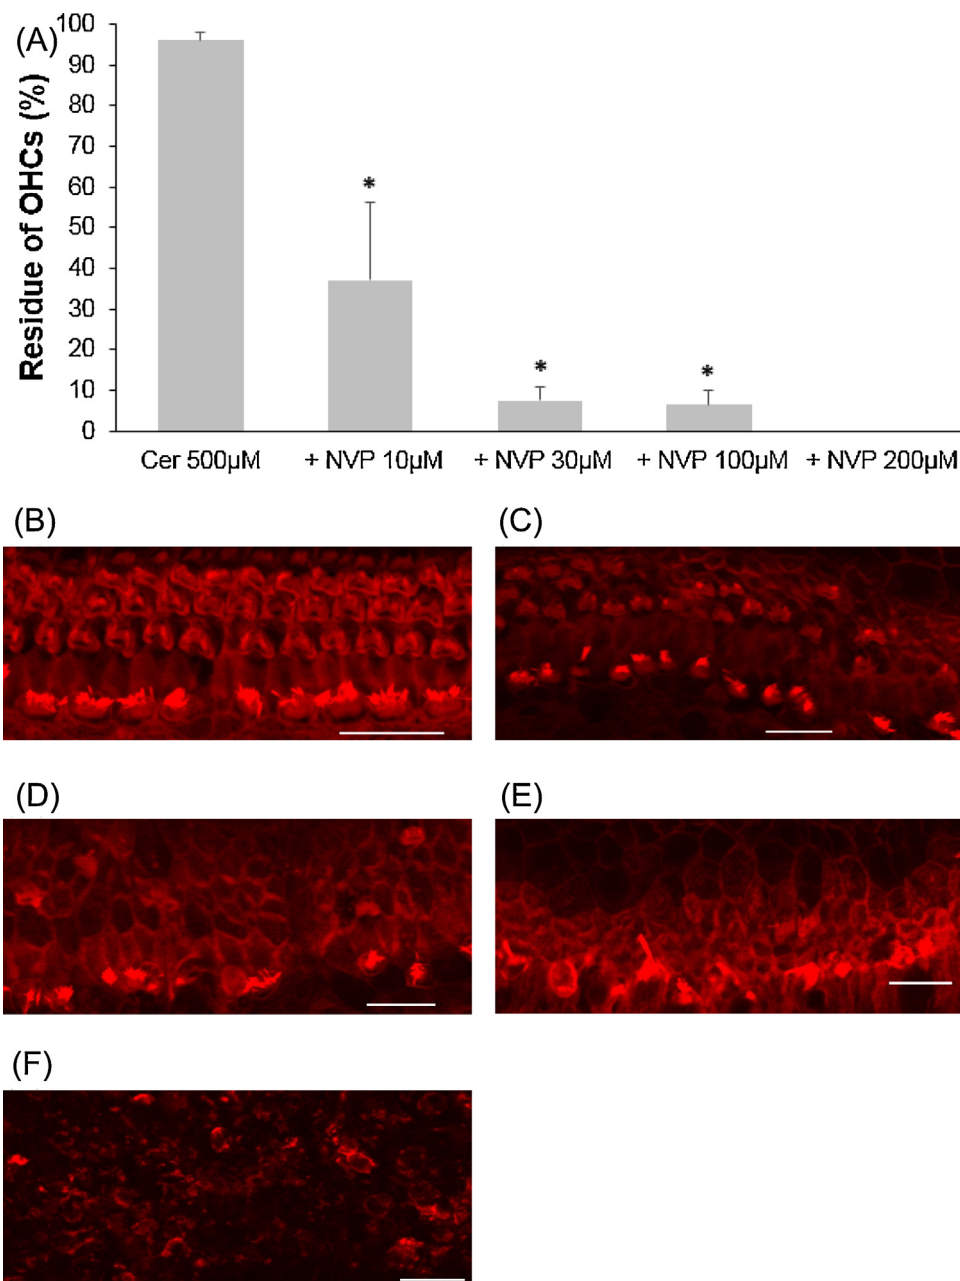 (A)
Residue of OHCs (%)
100
90
80
70
60
50
40
30
20
10
0
*
*
*
Cer 500µM
+ NVP 10µM
+ NVP 30µM
+ NVP 100µM
+ NVP 200µM
(B)
(C)
(D)
(E)
(F)